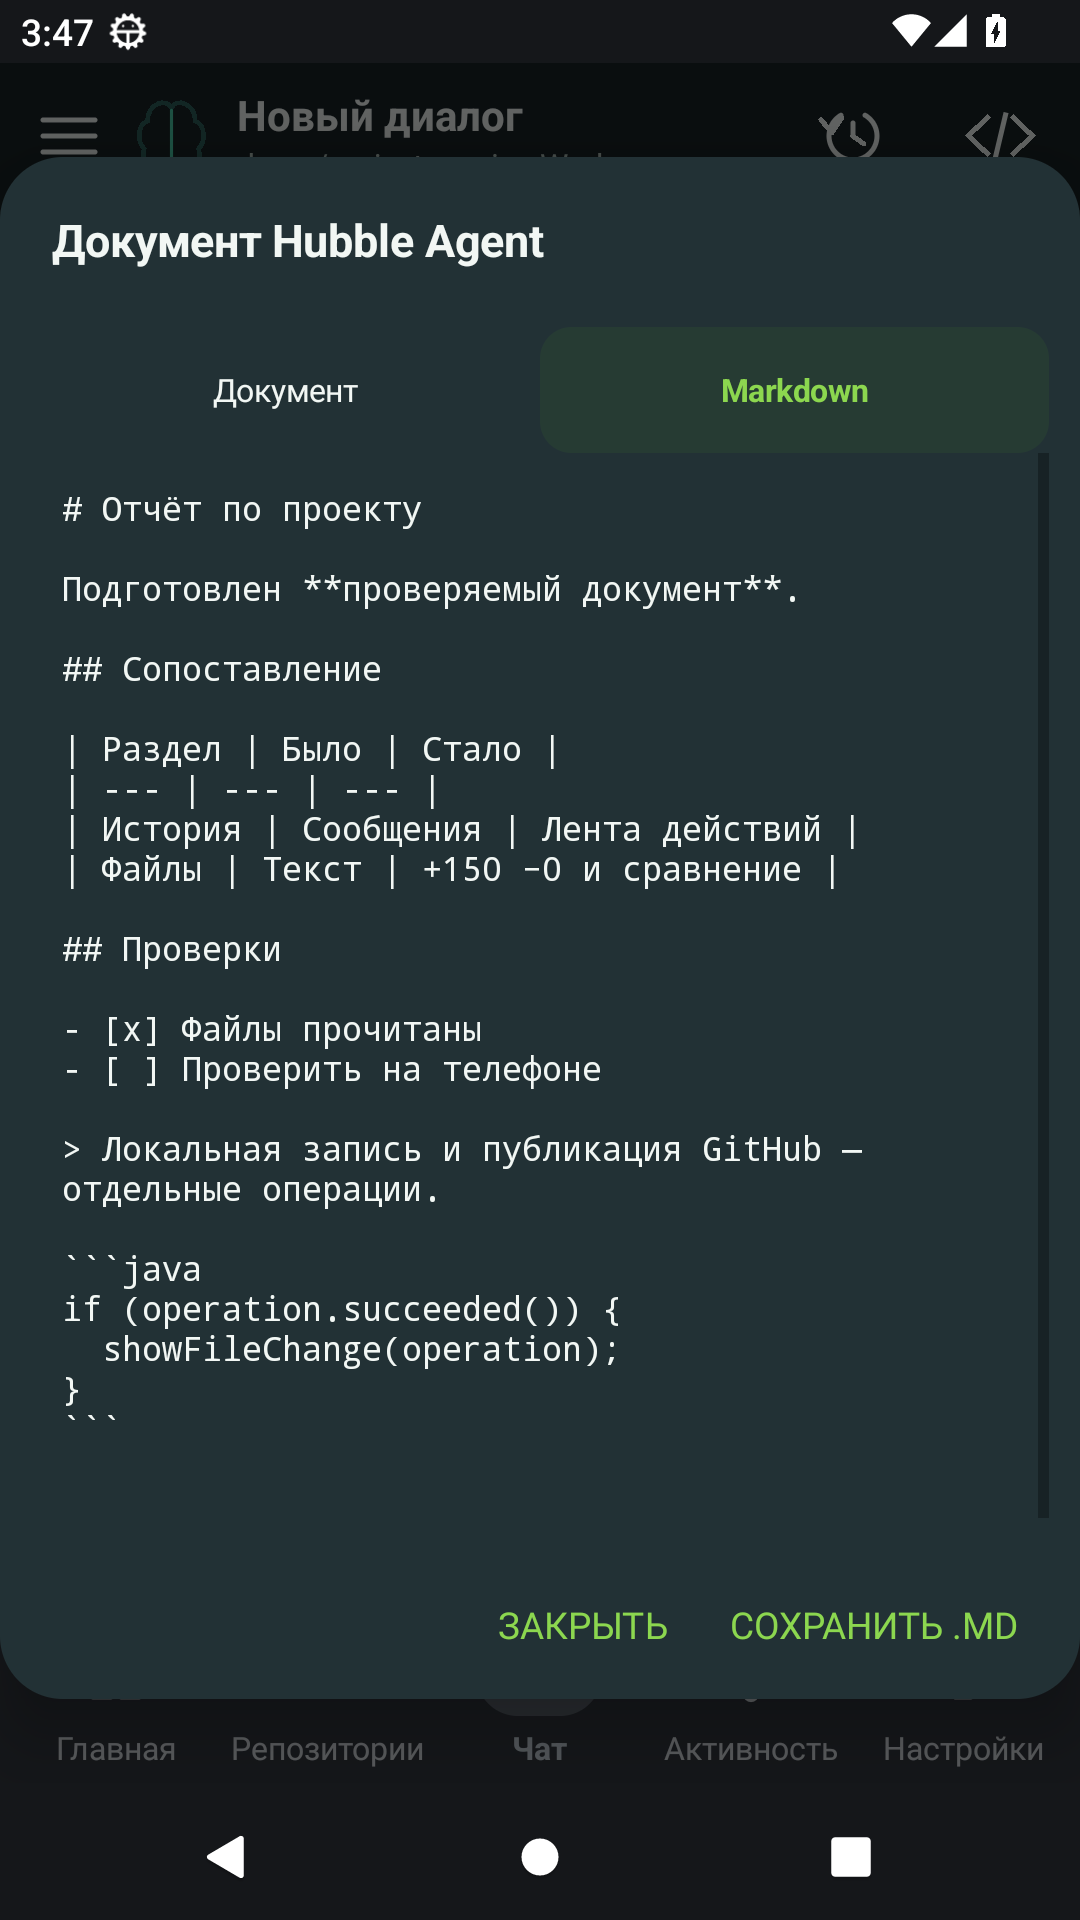 3:47
Новый диалог
Документ Hubble Agent
Документ
Markdown
# Отчёт по проекту
Подготовлен **проверяемый документ**.
## Сопоставление
| Раздел | Было | Стало |
| --- | --- | --- |
| История | Сообщения | Лента действий |
| Файлы | Текст | +150 −0 и сравнение |
## Проверки
- [x] Файлы прочитаны
- [ ] Проверить на телефоне
> Локальная запись и публикация GitHub —
отдельные операции.
```java
if (operation.succeeded()) {
  showFileChange(operation);
}
```
ЗАКРЫТЬ
СОХРАНИТЬ .MD
Главная
Репозитории
Чат
Активность
Настройки